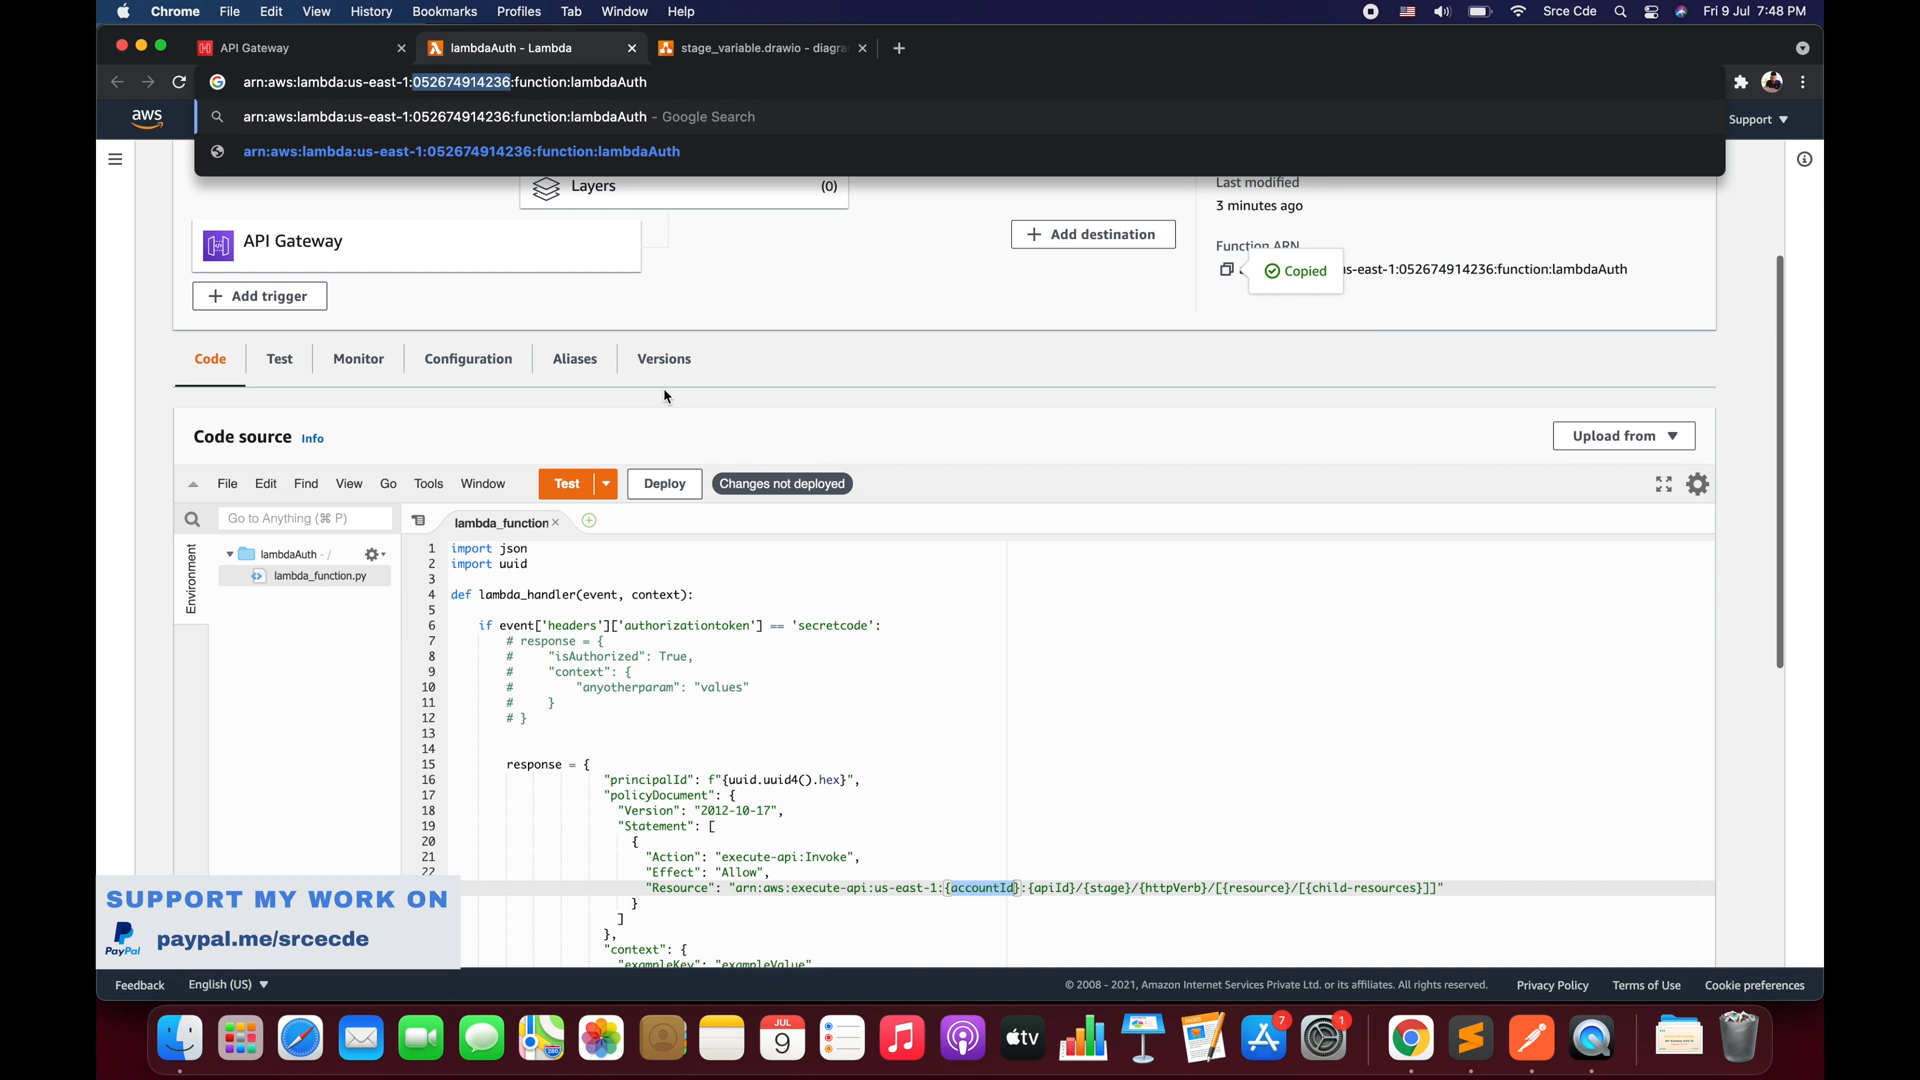 Chrome File Edit View History Bookmarks Profiles Tab Window Help
Srce Cde Fri 9 Jul 7:48 PM
API Gateway
lambdaAuth - Lambda
stage_variable.drawio - diagra
arn:aws:lambda:us-east-1:052674914236:function:lambdaAuth
aws
arn:aws:lambda:us-east-1:052674914236:function:lambdaAuth - Google Search
Support
arn:aws:lambda:us-east-1:052674914236:function:lambdaAuth
Layers (0)
Last modified
3 minutes ago
API Gateway
Add destination
Function ARN
Copied
s-east-1:052674914236:function:lambdaAuth
Add trigger
Code Test Monitor Configuration Aliases Versions
Code source Info
Upload from
File Edit Find View Go Tools Window Test Deploy Changes not deployed
Go to Anything (⌘ P)
lambda_function
Environment
lambdaAuth - /
lambda_function.py
1 import json
2 import uuid
3
4 def lambda_handler(event, context):
5
6 if event['headers']['authorizationtoken'] == 'secretcode':
7 # response = {
8 # "isAuthorized": True,
9 # "context": {
10 # "anyotherparam": "values"
11 # }
12 # }
13
14
15 response = {
16 "principalId": f"{uuid.uuid4().hex}",
17 "policyDocument": {
18 "Version": "2012-10-17",
19 "Statement": [
20 {
21 "Action": "execute-api:Invoke",
22 "Effect": "Allow",
"Resource": "arn:aws:execute-api:us-east-1:{accountId}:{apiId}/{stage}/{httpVerb}/[{resource}/[{child-resources}]]"
}
]
},
"context": {
"exampleKey": "exampleValue"
SUPPORT MY WORK ON
PayPal
paypal.me/srcecde
Feedback English (US)
© 2008 - 2021, Amazon Internet Services Private Ltd. or its affiliates. All rights reserved. Privacy Policy Terms of Use Cookie preferences
JUL
9
tv
7
1